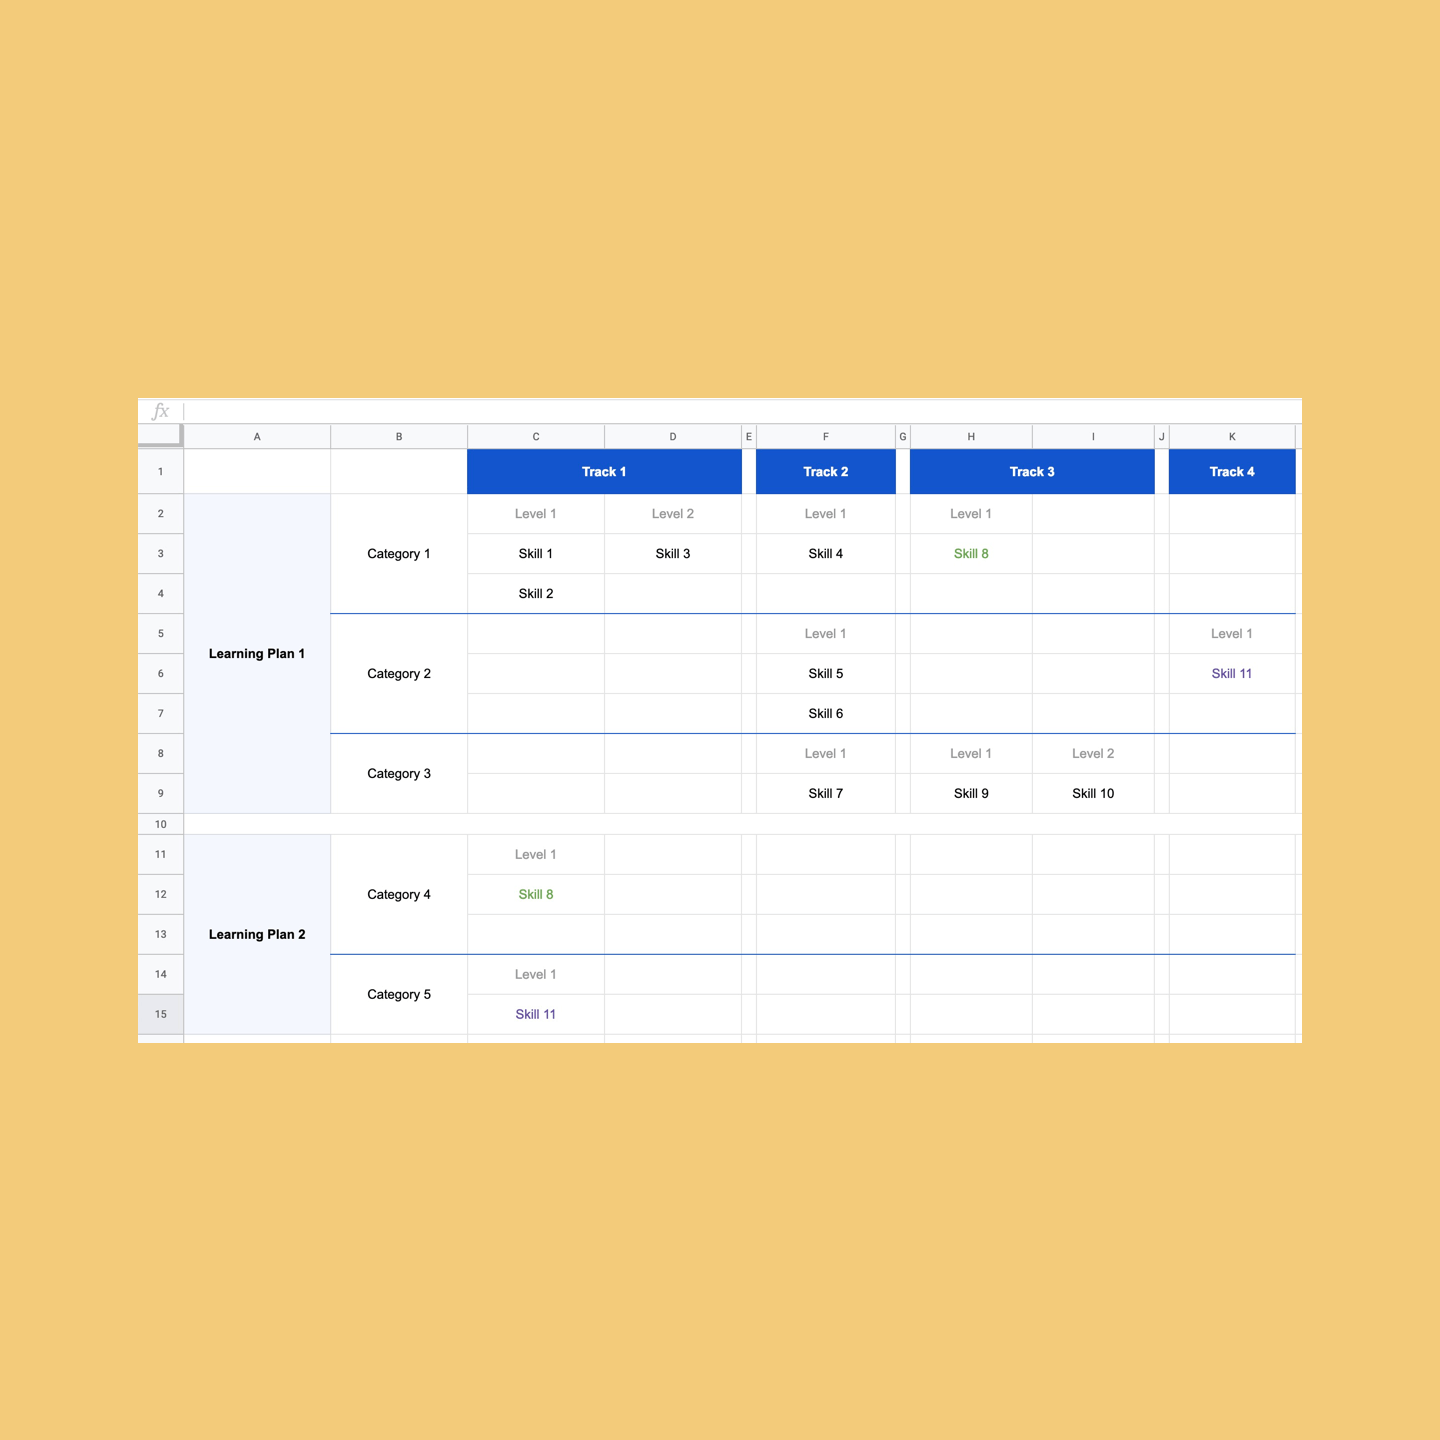 fx
A B C D E F G H I J K
1 Track 1 Track 2 Track 3 Track 4
2 Level 1 Level 2 Level 1 Level 1
3 Category 1 Skill 1 Skill 3 Skill 4 Skill 8
4 Skill 2
5 Level 1 Level 1
Learning Plan 1
6 Category 2 Skill 5 Skill 11
7 Skill 6
8 Level 1 Level 1 Level 2
Category 3
9 Skill 7 Skill 9 Skill 10
10
11 Level 1
12 Category 4 Skill 8
13 Learning Plan 2
14 Level 1
Category 5
15 Skill 11